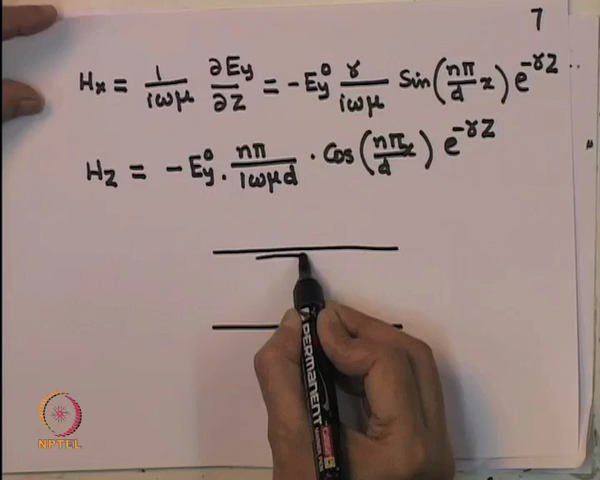 7
Hx = 1/iωμ ∂Ey/∂z = -Ey⁰ γ/iωμ Sin(nπ/d x) e^-γz ..
Hz = -Ey⁰ · nπ/iωμd · Cos(nπx/d) e^-γz
PERMANENT
NPTEL